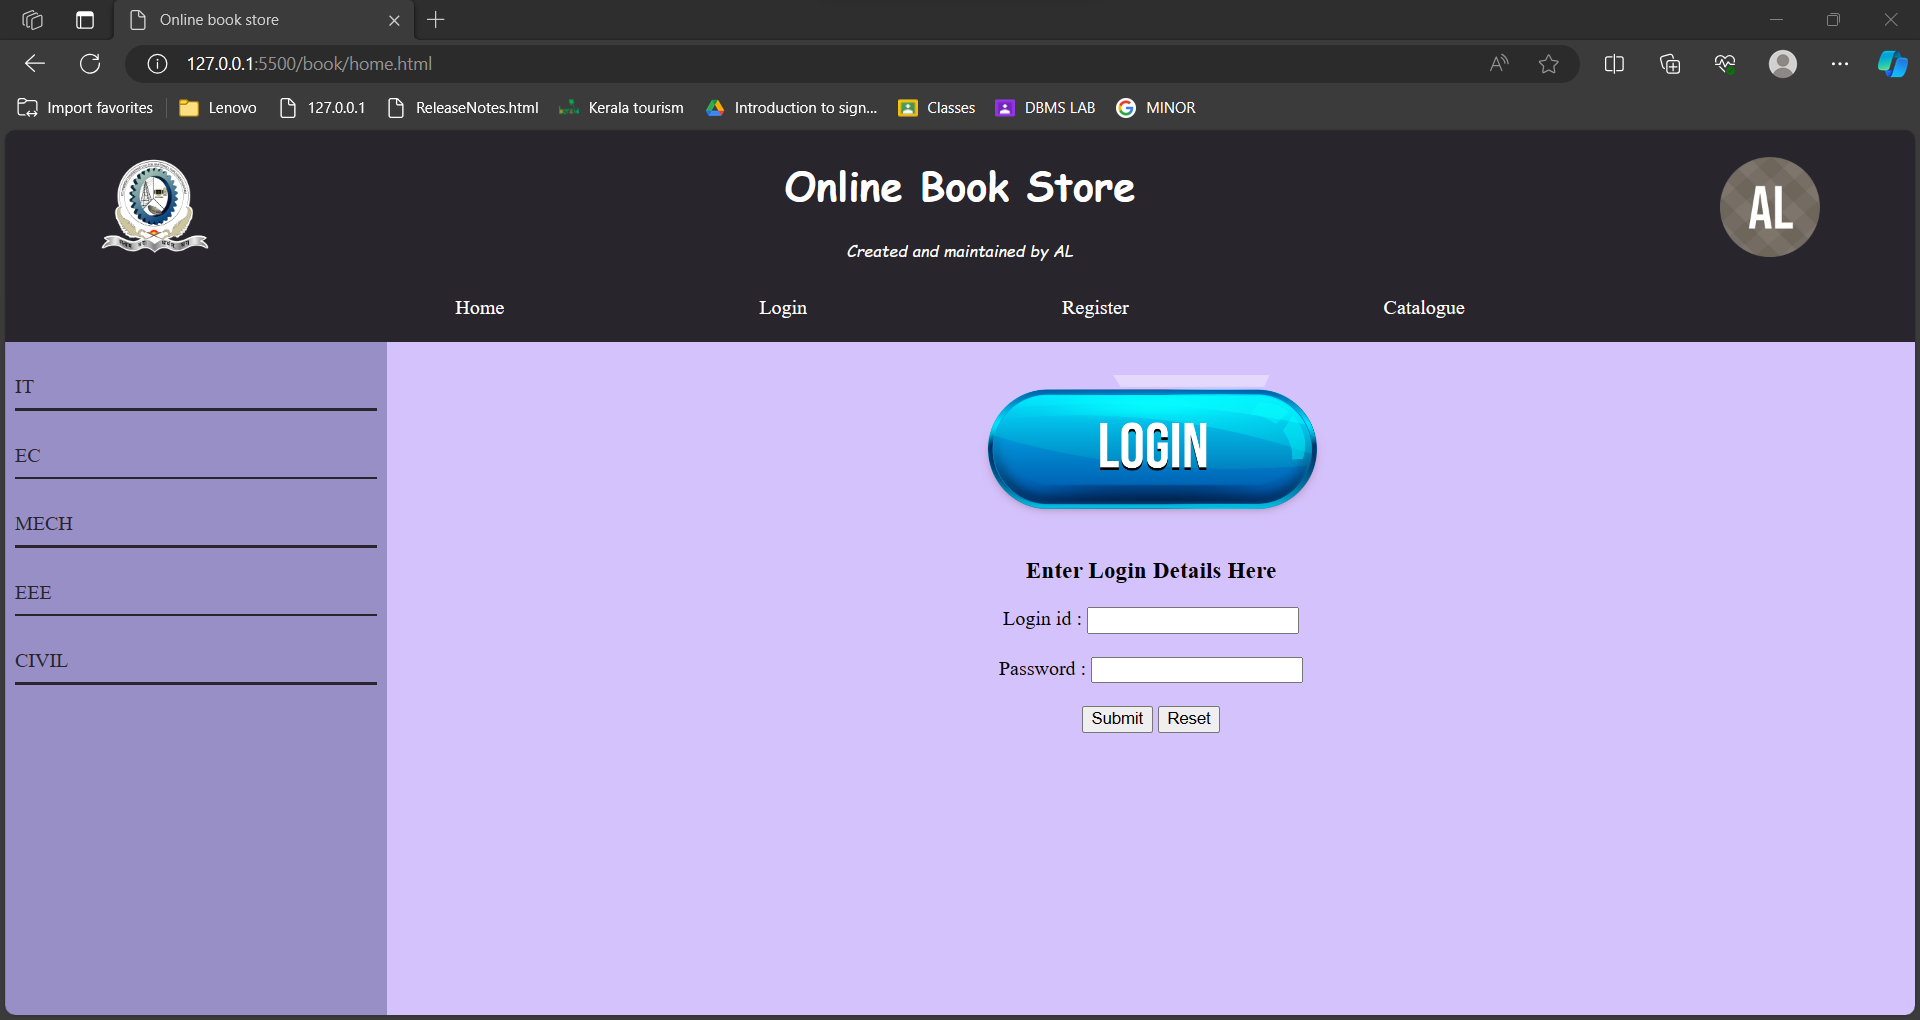 Online book store
127.0.0.1:5500/book/home.html
Import favorites Lenovo 127.0.0.1 ReleaseNotes.html Kerala tourism Introduction to sign... Classes DBMS LAB MINOR
Online Book Store
AL
Created and maintained by AL
Home Login Register Catalogue
IT
EC
MECH
EEE
CIVIL
LOGIN
Enter Login Details Here
Login id :
Password :
Submit Reset